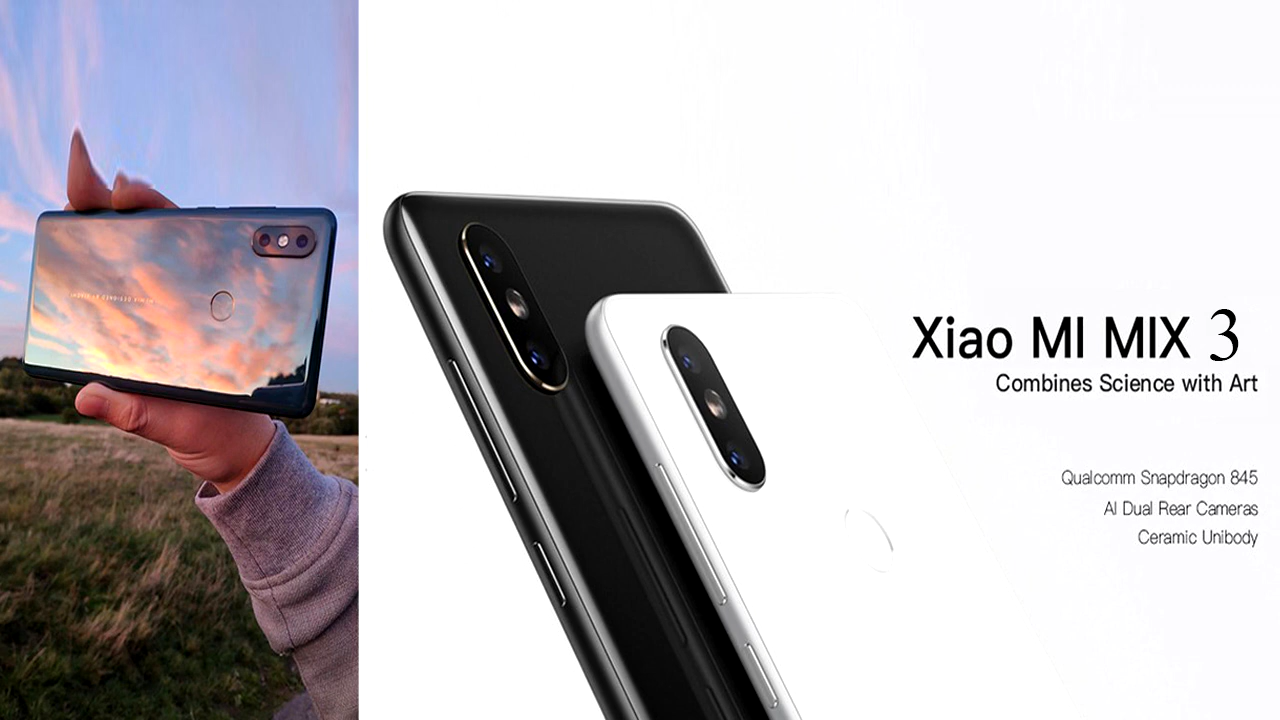 Xiao MI MIX 3
Combines Science with Art
Qualcomm Snapdragon 845
AI Dual Rear Cameras
Ceramic Unibody